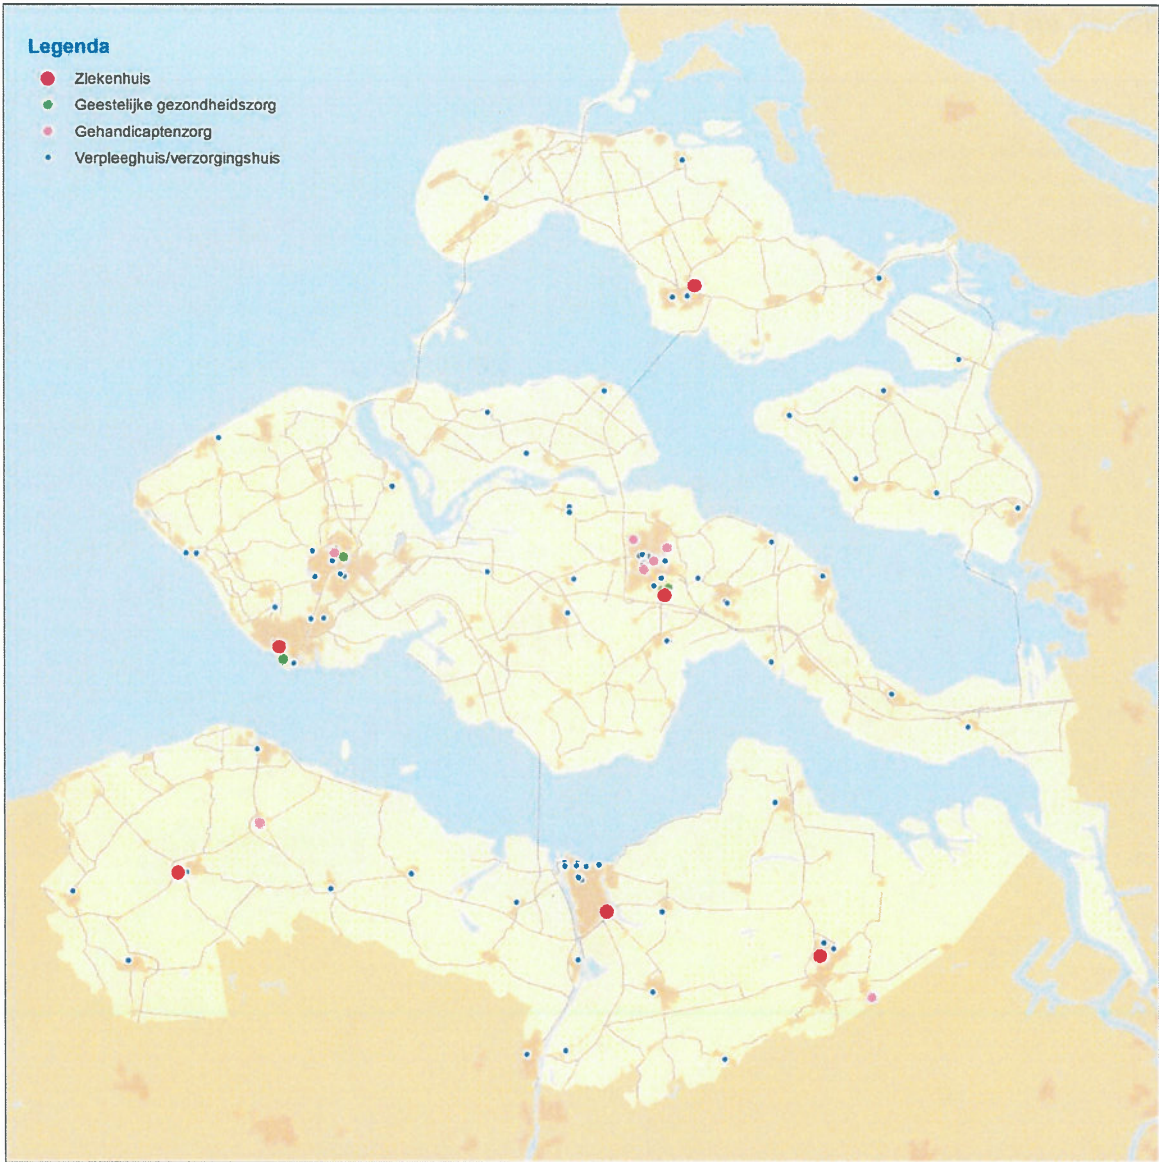 Legenda
Ziekenhuis
Geestelijke gezondheidszorg
Gehandicaptenzorg
Verpleeghuis/verzorgingshuis